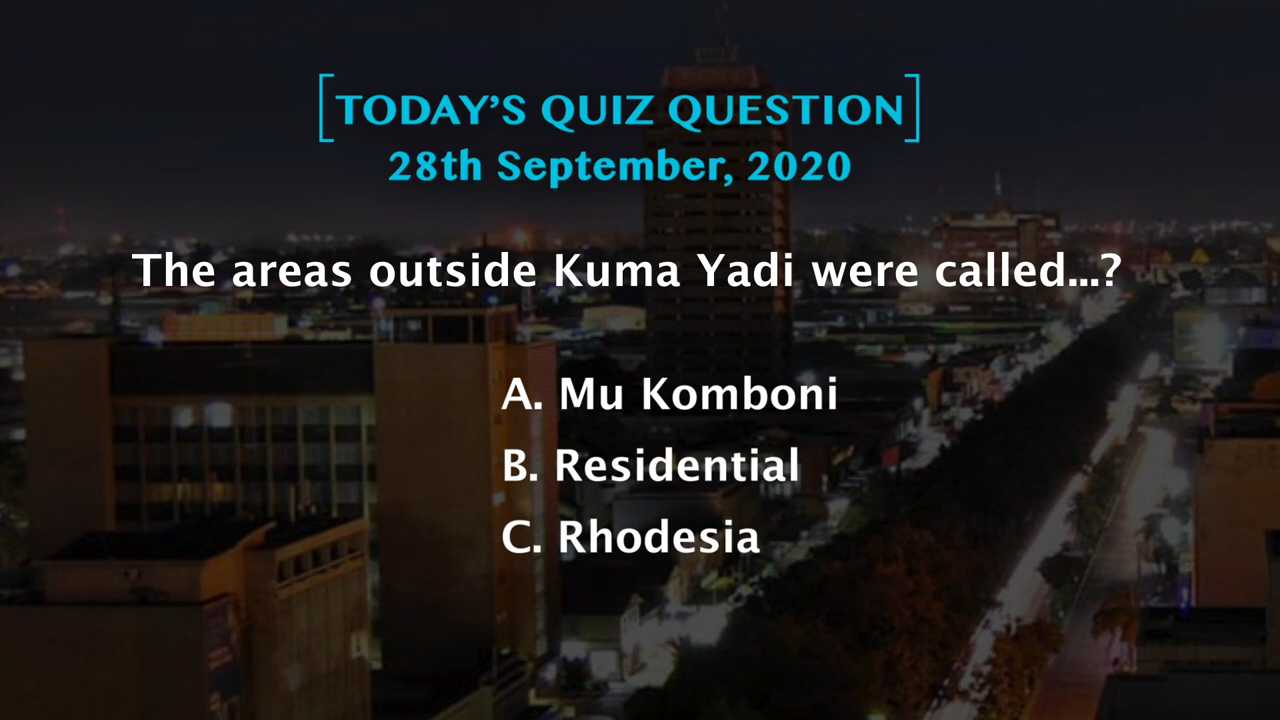 [TODAY'S QUIZ QUESTION]
28th September, 2020
The areas outside Kuma Yadi were called...?
A. Mu Komboni
B. Residential
C. Rhodesia